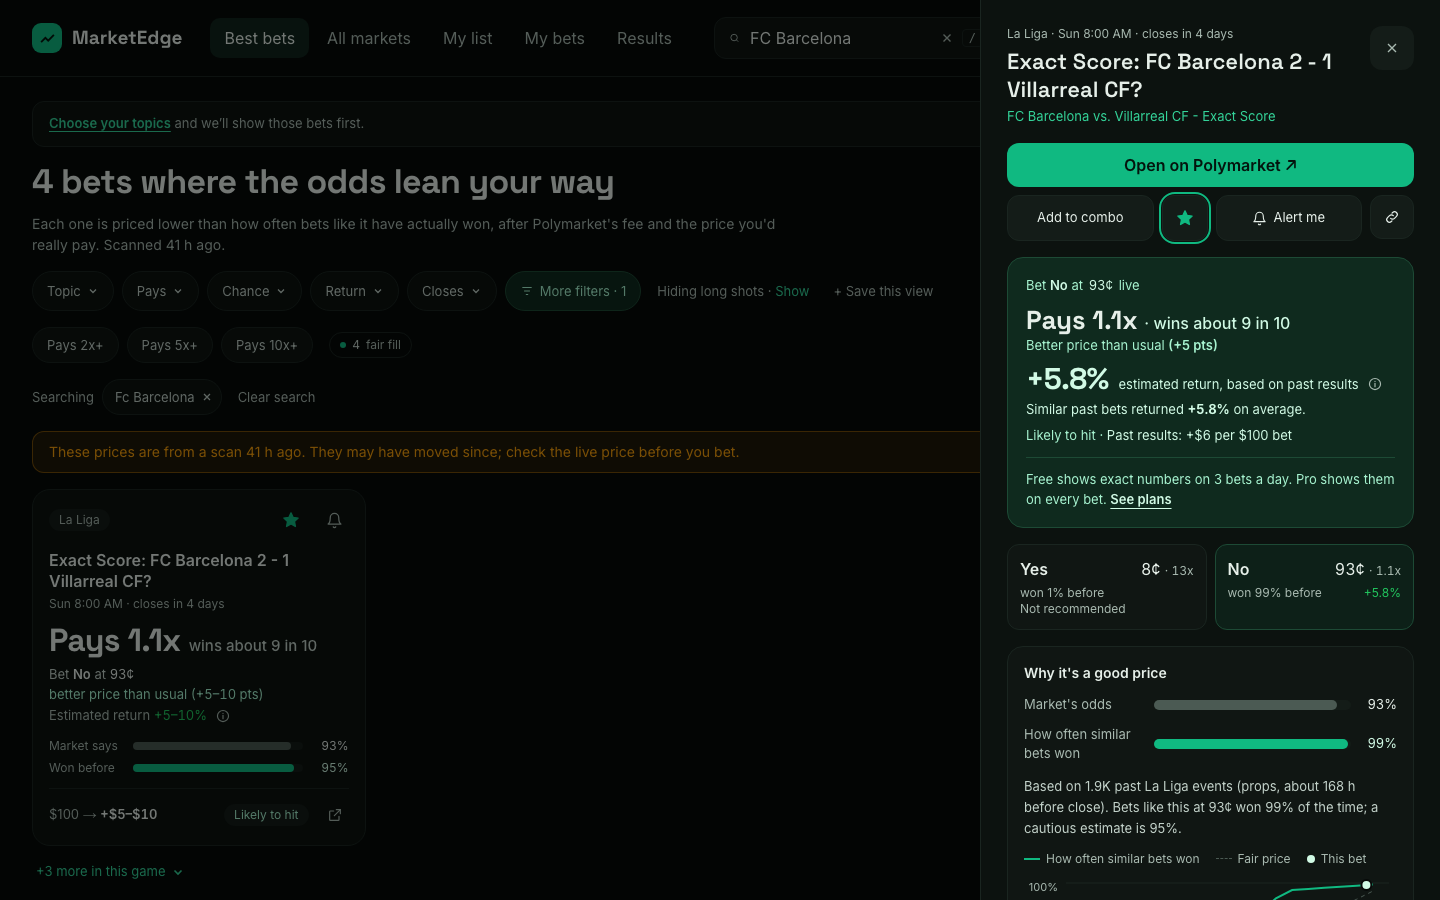 MarketEdge
Best bets
All markets
My list
My bets
Results
FC Barcelona
/
Choose your topics and we'll show those bets first.
4 bets where the odds lean your way
Each one is priced lower than how often bets like it have actually won, after Polymarket's fee and the price you'd
really pay. Scanned 41 h ago.
Topic
Pays
Chance
Return
Closes
More filters · 1
Hiding long shots · Show
+ Save this view
Pays 2x+
Pays 5x+
Pays 10x+
4 fair fill
Searching
Fc Barcelona ×
Clear search
These prices are from a scan 41 h ago. They may have moved since; check the live price before you bet.
La Liga
Exact Score: FC Barcelona 2 - 1
Villarreal CF?
Sun 8:00 AM · closes in 4 days
Pays 1.1x wins about 9 in 10
Bet No at 93¢
better price than usual (+5–10 pts)
Estimated return +5–10%
Market says 93%
Won before 95%
$100 → +$5–$10
Likely to hit
+3 more in this game
La Liga · Sun 8:00 AM · closes in 4 days
Exact Score: FC Barcelona 2 - 1
Villarreal CF?
FC Barcelona vs. Villarreal CF - Exact Score
Open on Polymarket ↗
Add to combo
Alert me
Bet No at 93¢ live
Pays 1.1x · wins about 9 in 10
Better price than usual (+5 pts)
+5.8% estimated return, based on past results
Similar past bets returned +5.8% on average.
Likely to hit · Past results: +$6 per $100 bet
Free shows exact numbers on 3 bets a day. Pro shows them
on every bet. See plans
Yes 8¢ · 13x
won 1% before
Not recommended
No 93¢ · 1.1x
won 99% before +5.8%
Why it's a good price
Market's odds 93%
How often similar
bets won 99%
Based on 1.9K past La Liga events (props, about 168 h
before close). Bets like this at 93¢ won 99% of the time; a
cautious estimate is 95%.
How often similar bets won
Fair price
This bet
100%